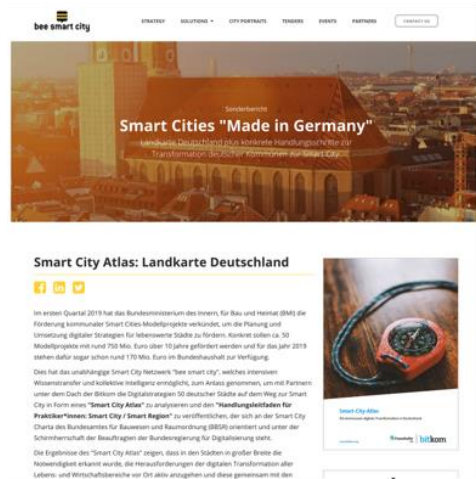 bee smart city
STRATEGY SOLUTIONS CITY PORTRAITS TENDERS EVENTS PARTNERS CONTACT US
Sonderbericht
Smart Cities "Made in Germany"
Landkarte Deutschland plus konkrete Handlungsschritte zur
Transformation deutscher Kommunen zur Smart City
Smart City Atlas: Landkarte Deutschland
Im ersten Quartal 2019 hat das Bundesministerium des Innern, für Bau und Heimat (BMI) die
Förderung kommunaler Smart Cities-Modellprojekte verkündet, um die Planung und
Umsetzung digitaler Strategien für lebenswerte Städte zu fördern. Konkret sollen ca. 50
Modellprojekte mit rund 750 Mio. Euro über 10 Jahre gefördert werden und für das Jahr 2019
stehen dafür sogar schon rund 170 Mio. Euro im Bundeshaushalt zur Verfügung.
Dies hat das unabhängige Smart City Netzwerk "bee smart city", welches intensiven
Wissenstransfer und kollektive Intelligenz ermöglicht, zum Anlass genommen, um mit Partnern
unter dem Dach der Bitkom die Digitalstrategien 50 deutscher Städte auf dem Weg zur Smart
City in Form eines "Smart City Atlas" zu analysieren und den "Handlungsleitfaden für
Praktiker*innen: Smart City / Smart Region" zu veröffentlichen, der sich an der Smart City
Charta des Bundesamtes für Bauwesen und Raumordnung (BBSR) orientiert und unter der
Schirmherrschaft der Beauftragten der Bundesregierung für Digitalisierung steht.
Die Ergebnisse des "Smart City Atlas" zeigen, dass in den Städten in großer Breite die
Notwendigkeit erkannt wurde, die Herausforderungen der digitalen Transformation aller
Lebens- und Wirtschaftsbereiche vor Ort aktiv anzugehen und diese gemeinsam mit den
Smart-City-Atlas
Fraunhofer
bitkom